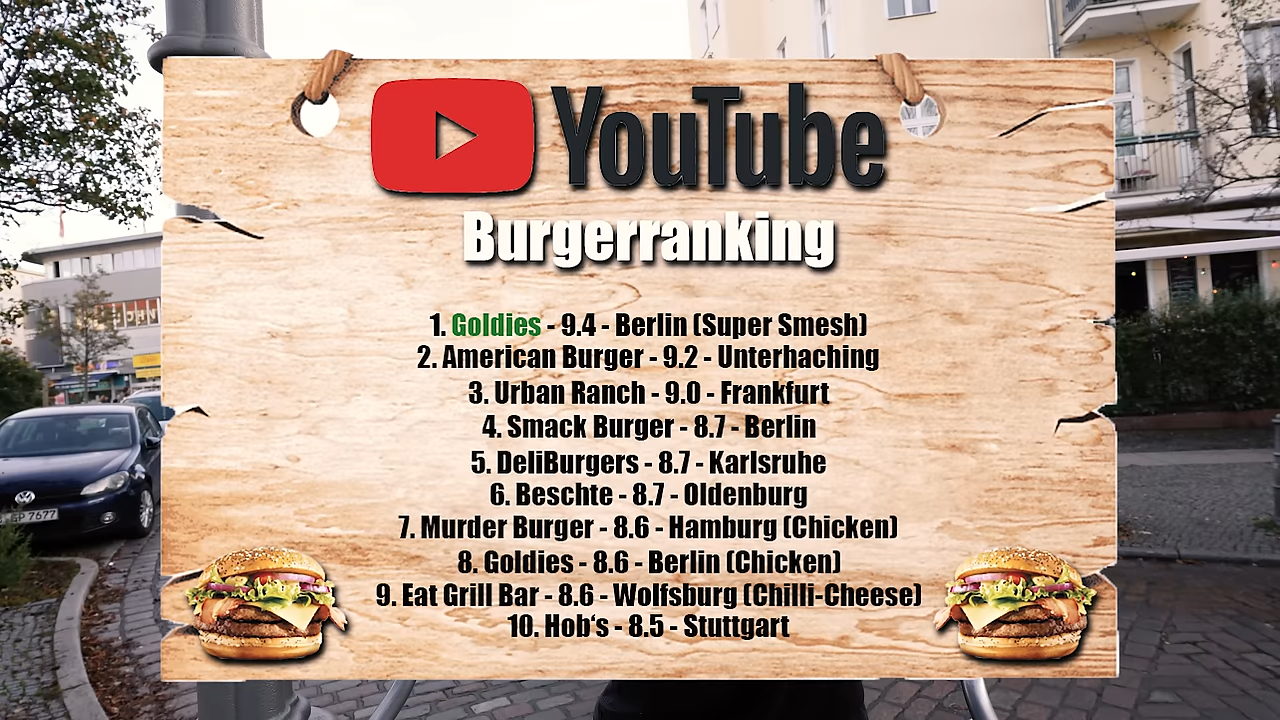 YouTube
Burgerranking
1. Goldies - 9.4 - Berlin (Super Smesh)
2. American Burger - 9.2 - Unterhaching
3. Urban Ranch - 9.0 - Frankfurt
4. Smack Burger - 8.7 - Berlin
5. DeliBurgers - 8.7 - Karlsruhe
6. Beschte - 8.7 - Oldenburg
7. Murder Burger - 8.6 - Hamburg (Chicken)
8. Goldies - 8.6 - Berlin (Chicken)
9. Eat Grill Bar - 8.6 - Wolfsburg (Chilli-Cheese)
10. Hob‘s - 8.5 - Stuttgart